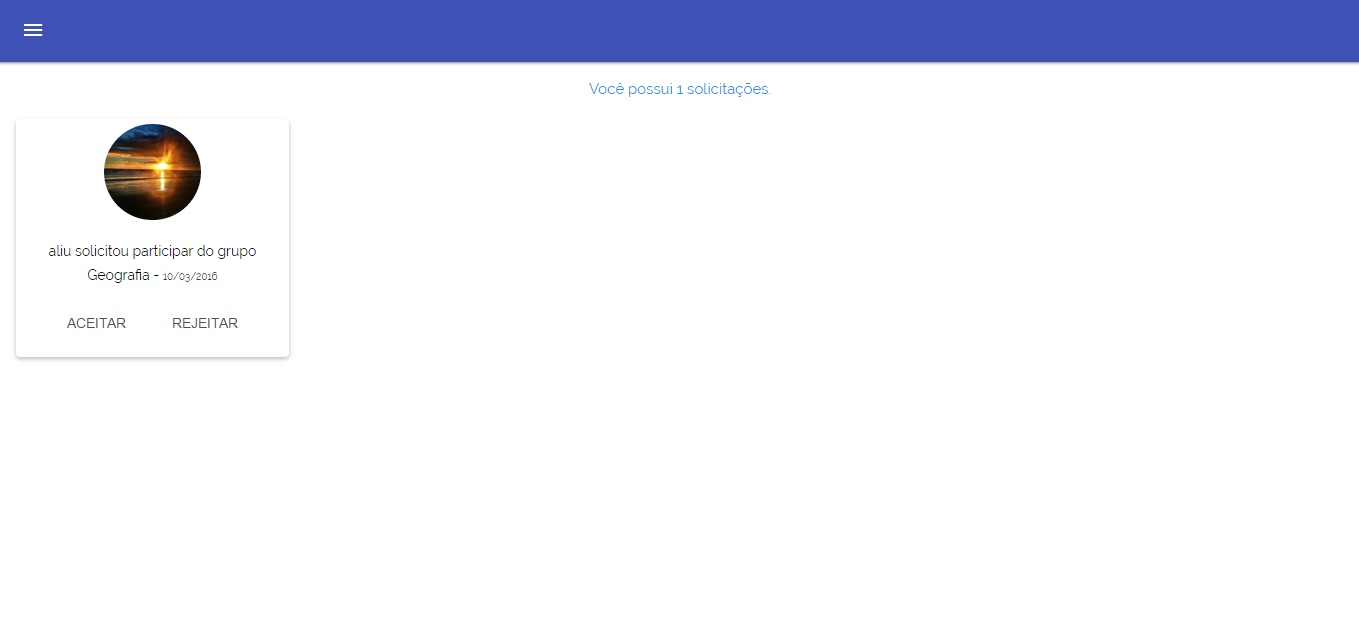 Você possui 1 solicitações.
aliu solicitou participar do grupo
Geografia - 10/03/2016
ACEITAR REJEITAR